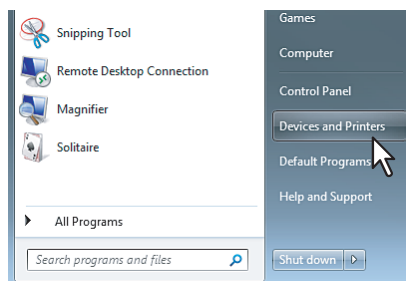 Snipping Tool
Remote Desktop Connection
Magnifier
Solitaire
All Programs
Search programs and files
Games
Computer
Control Panel
Devices and Printers
Default Programs
Help and Support
Shut down